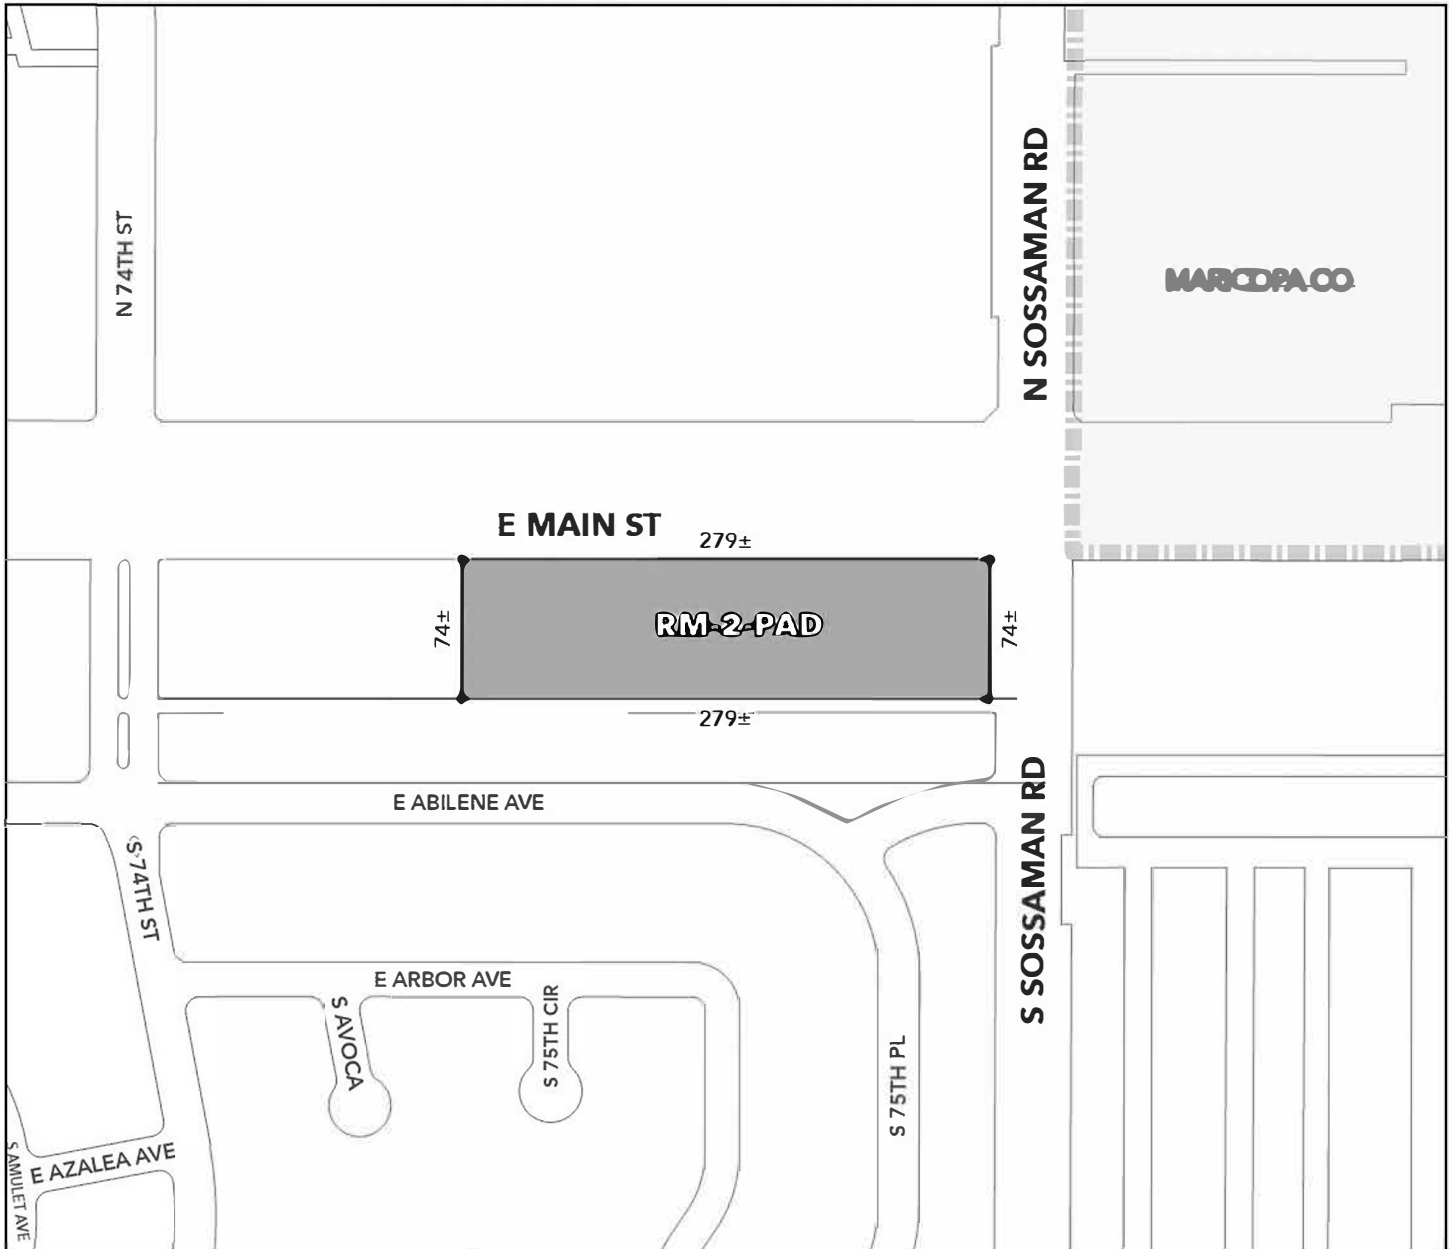 N 74TH ST
N SOSSAMAN RD
MARICOPA CO.
E MAIN ST
279±
74±
RM-2-PAD
74±
279±
E ABILENE AVE
S 74TH ST
S SOSSAMAN RD
E ARBOR AVE
S AVOCA
S 75TH CIR
S 75TH PL
E AZALEA AVE
S AMULET AVE